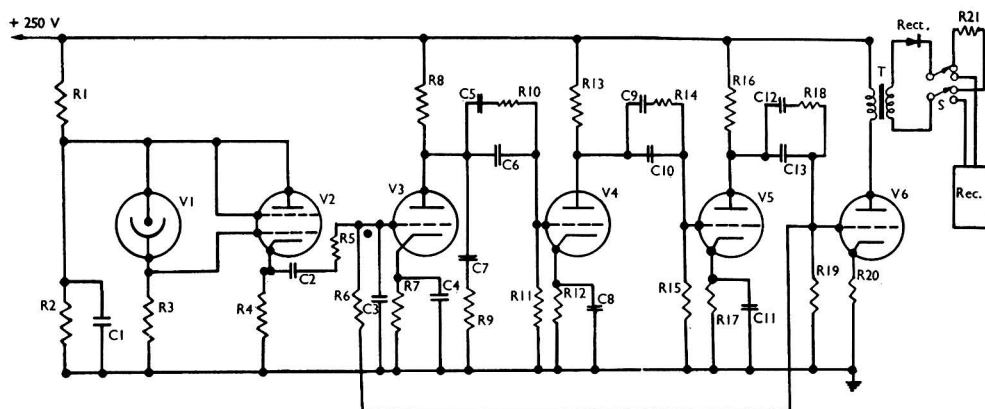 + 250 V
R1
R2
C1
V1
R3
V2
R4
C2
R5
R6
C3
V3
R7
C4
R8
C5
R10
C6
C7
R9
R11
R13
V4
R12
C8
C9
R14
C10
R15
R16
V5
R17
C11
C12
R18
C13
R19
V6
R20
T
Rect.
S
R21
Rec.